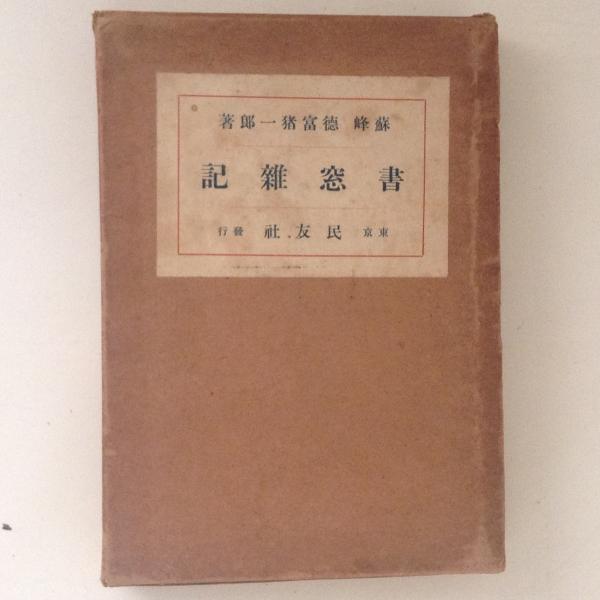 蘇峰 德富猪一郎著
書窓雜記
東京 民友社 發行